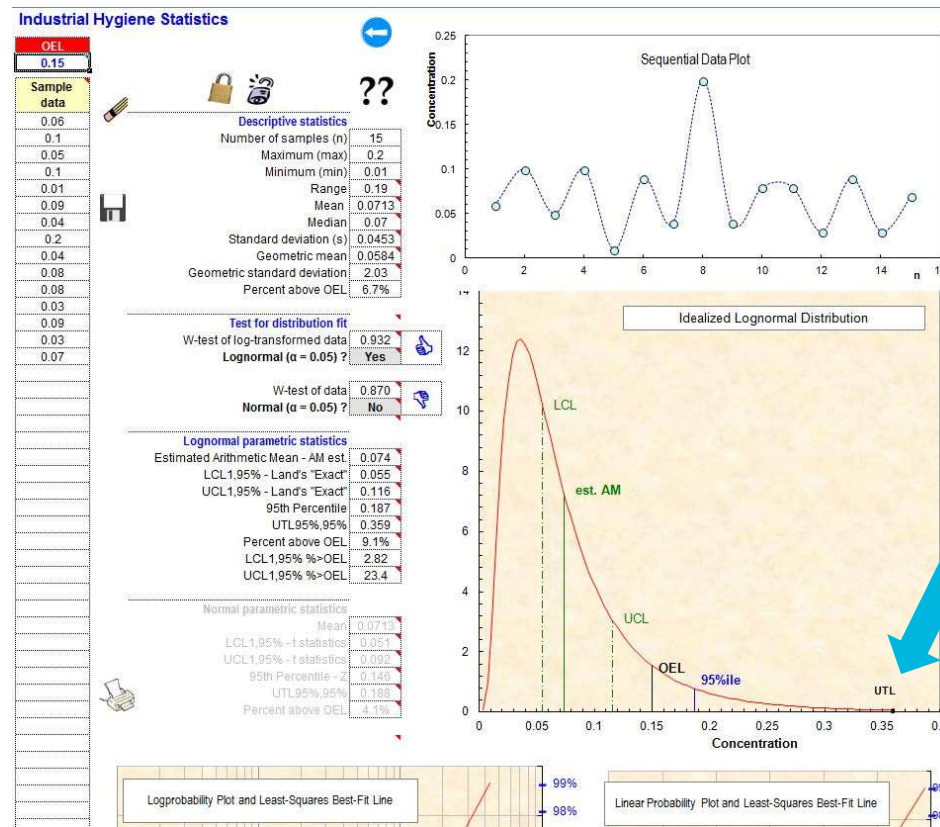 Industrial Hygiene Statistics
OEL
0.15
Sample
data
0.06
0.1
0.05
0.1
0.01
0.09
0.04
0.2
0.04
0.08
0.08
0.03
0.09
0.03
0.07
??
Descriptive statistics
Number of samples (n) 15
Maximum (max) 0.2
Minimum (min) 0.01
Range 0.19
Mean 0.0713
Median 0.07
Standard deviation (s) 0.0453
Geometric mean 0.0584
Geometric standard deviation 2.03
Percent above OEL 6.7%
Test for distribution fit
W-test of log-transformed data 0.932
Lognormal (α = 0.05) ? Yes
W-test of data 0.870
Normal (α = 0.05) ? No
Lognormal parametric statistics
Estimated Arithmetic Mean - AM est. 0.074
LCL1,95% - Land's "Exact" 0.055
UCL1,95% - Land's "Exact" 0.116
95th Percentile 0.187
UTL95%,95% 0.359
Percent above OEL 9.1%
LCL1,95% %>OEL 2.82
UCL1,95% %>OEL 23.4
Normal parametric statistics
Mean 0.0713
LCL1,95% - t statistics 0.051
UCL1,95% - t statistics 0.092
95th Percentile - Z 0.146
UTL95%,95% 0.188
Percent above OEL 4.1%
Sequential Data Plot
Concentration
0.25
0.2
0.15
0.1
0.05
0
0 2 4 6 8 10 12 14
n
Idealized Lognormal Distribution
14
12
10
8
6
4
2
0
LCL
est. AM
UCL
OEL
95%ile
UTL
0 0.05 0.1 0.15 0.2 0.25 0.3 0.35
Concentration
Logprobability Plot and Least-Squares Best-Fit Line
99%
98%
Linear Probability Plot and Least-Squares Best-Fit Line